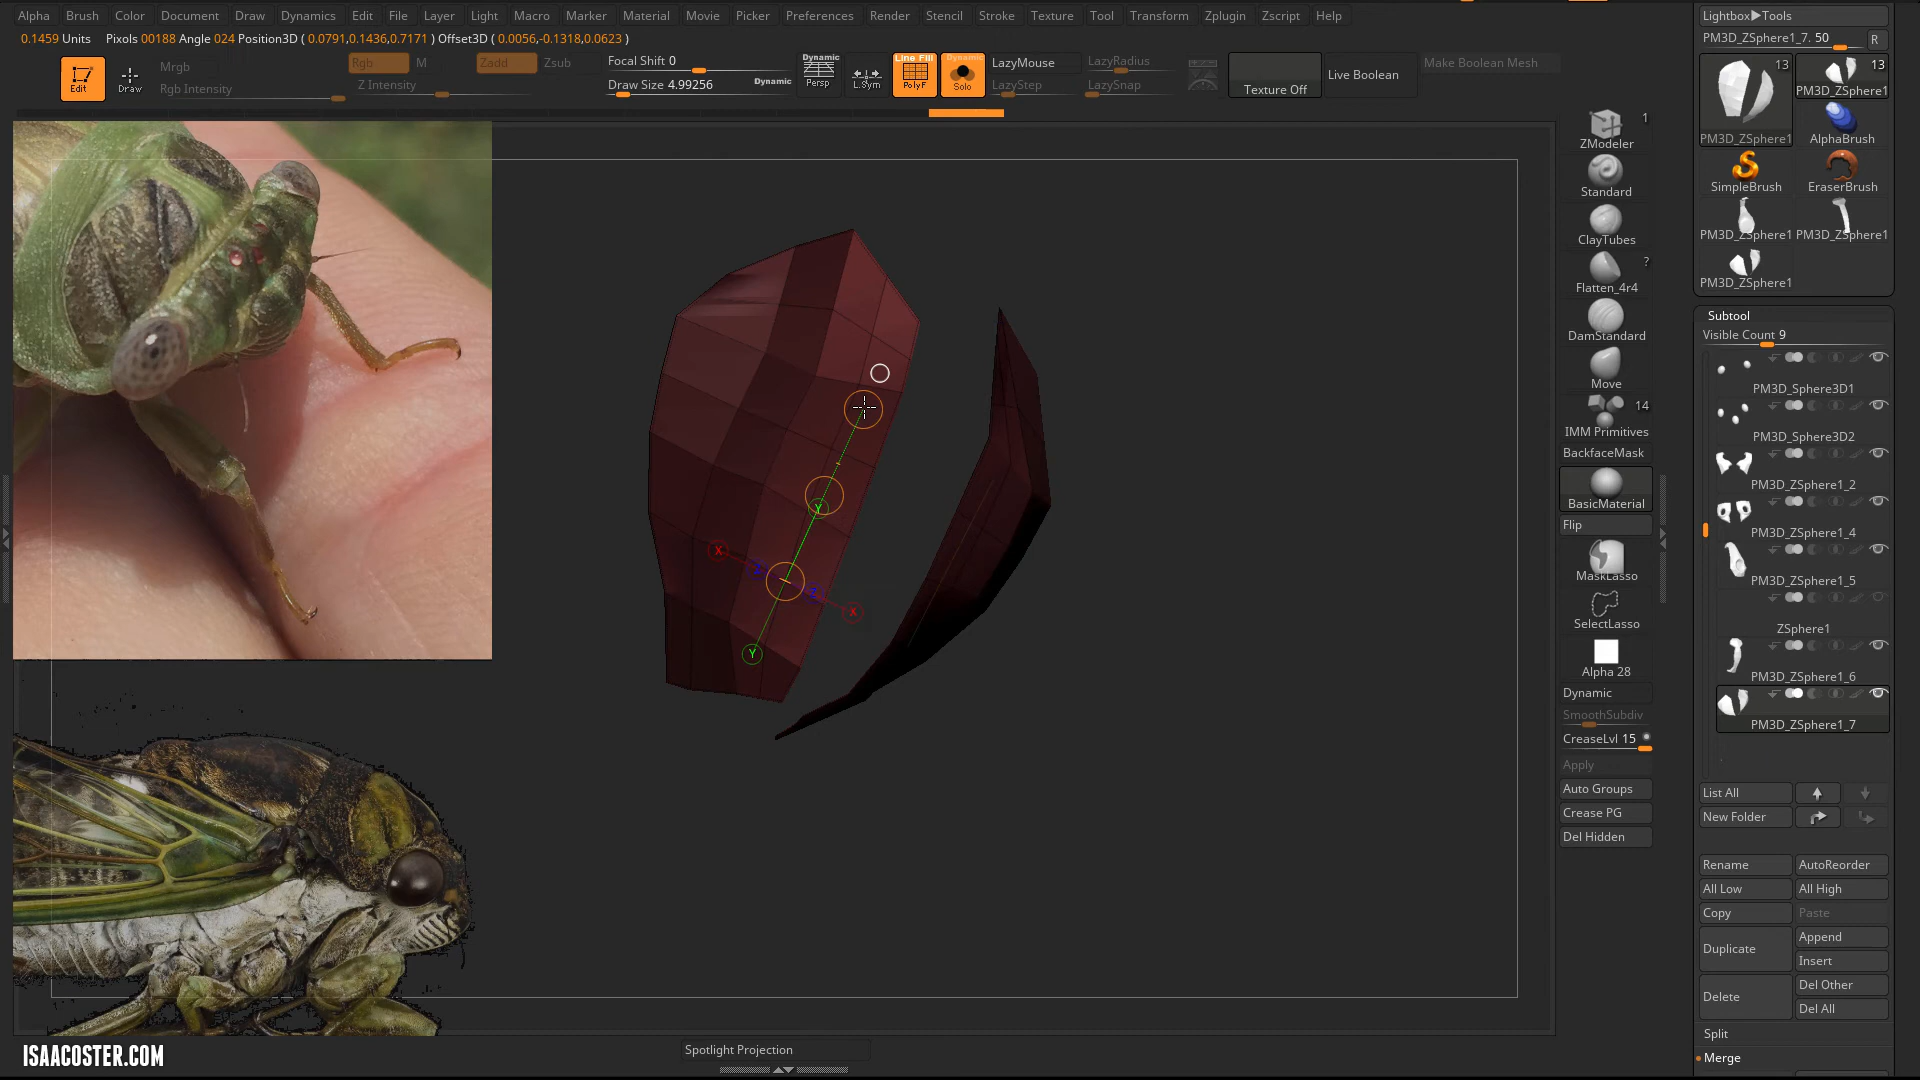 Alpha Brush Color Document Draw Dynamics Edit File Layer Light Macro Marker Material Movie Picker Preferences Render Stencil Stroke Texture Tool Transform Zplugin Zscript Help
0.1459 Units Pixols 00188 Angle 024 Position3D ( 0.0791,0.1436,0.7171 ) Offset3D ( 0.0056,-0.1318,0.0623 )
Edit
Draw
Mrgb
Rgb Intensity
Rgb
M
Zadd
Zsub
Z Intensity
Focal Shift 0
Draw Size 4.99256
Dynamic
Dynamic
Persp
L.Sym
Line Fill
PolyF
Dynamic
Solo
LazyMouse
LazyStep
LazyRadius
LazySnap
Texture Off
Live Boolean
Make Boolean Mesh
X
X
Y
Y
Z
Z
ISAACOSTER.COM
Spotlight Projection
1
ZModeler
Standard
ClayTubes
?
Flatten_4r4
DamStandard
Move
14
IMM Primitives
BackfaceMask
BasicMaterial
Flip
MaskLasso
SelectLasso
Alpha 28
Dynamic
SmoothSubdiv
CreaseLvl 15
Apply
Auto Groups
Crease PG
Del Hidden
Lightbox▶Tools
PM3D_ZSphere1_7. 50
R
13
PM3D_ZSphere1
13
PM3D_ZSphere1
AlphaBrush
SimpleBrush
EraserBrush
PM3D_ZSphere1
PM3D_ZSphere1
PM3D_ZSphere1
Subtool
Visible Count 9
PM3D_Sphere3D1
PM3D_Sphere3D2
PM3D_ZSphere1_2
PM3D_ZSphere1_4
PM3D_ZSphere1_5
ZSphere1
PM3D_ZSphere1_6
PM3D_ZSphere1_7
List All
New Folder
Rename
AutoReorder
All Low
All High
Copy
Paste
Duplicate
Append
Insert
Delete
Del Other
Del All
Split
Merge